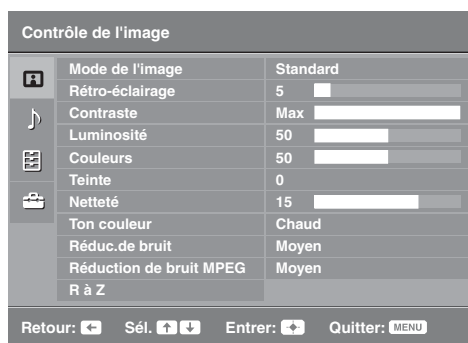 Contrôle de l'image
Mode de l'image Standard
Rétro-éclairage 5
Contraste Max
Luminosité 50
Couleurs 50
Teinte 0
Netteté 15
Ton couleur Chaud
Réduc.de bruit Moyen
Réduction de bruit MPEG Moyen
R à Z
Retour: Sél. Entrer: Quitter: MENU